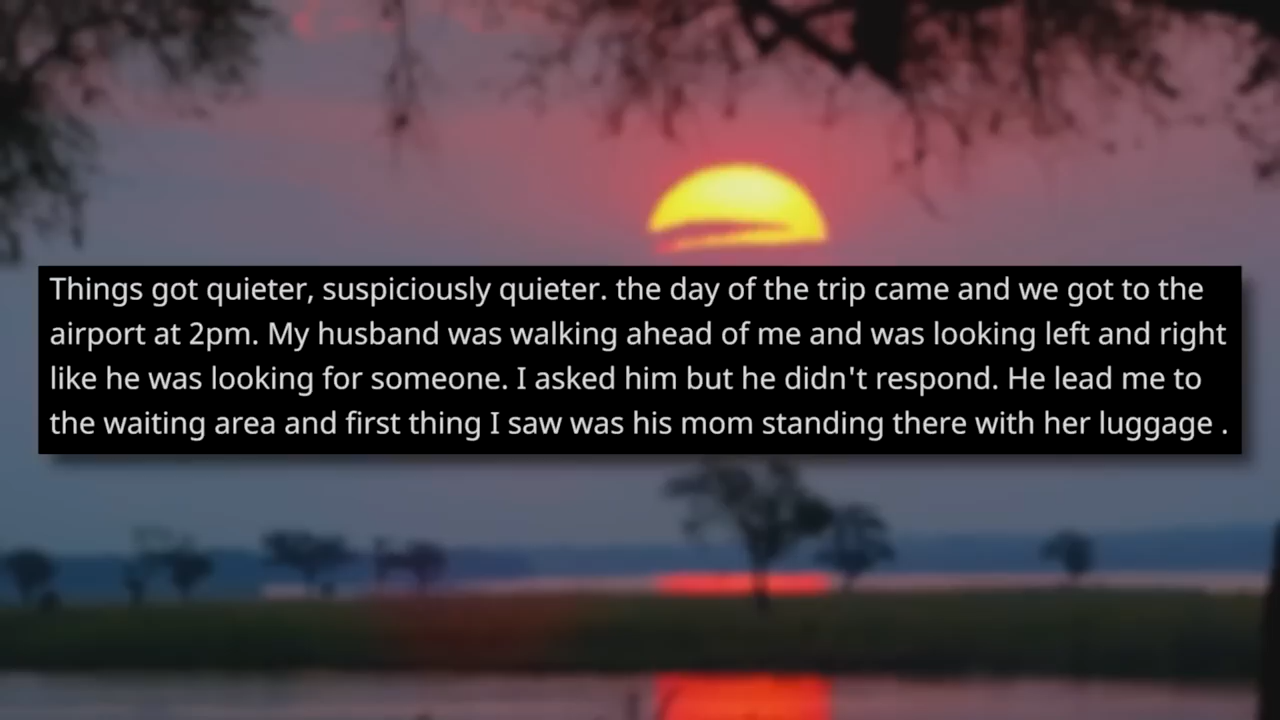 Things got quieter, suspiciously quieter. the day of the trip came and we got to the
airport at 2pm. My husband was walking ahead of me and was looking left and right
like he was looking for someone. I asked him but he didn't respond. He lead me to
the waiting area and first thing I saw was his mom standing there with her luggage .